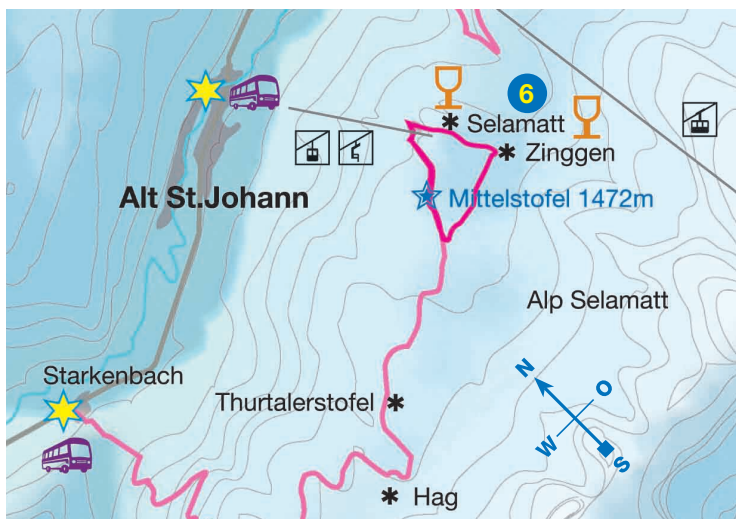 6
Selamatt
Zinggen
Alt St.Johann
Mittelstofel 1472m
Alp Selamatt
Starkenbach
N
O
Thurtalerstofel
W
S
Hag